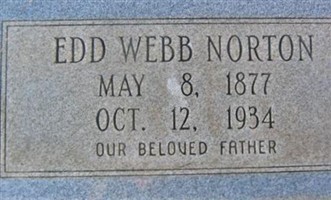 EDD WEBB NORTON
MAY 8, 1877
OCT. 12, 1934
OUR BELOVED FATHER